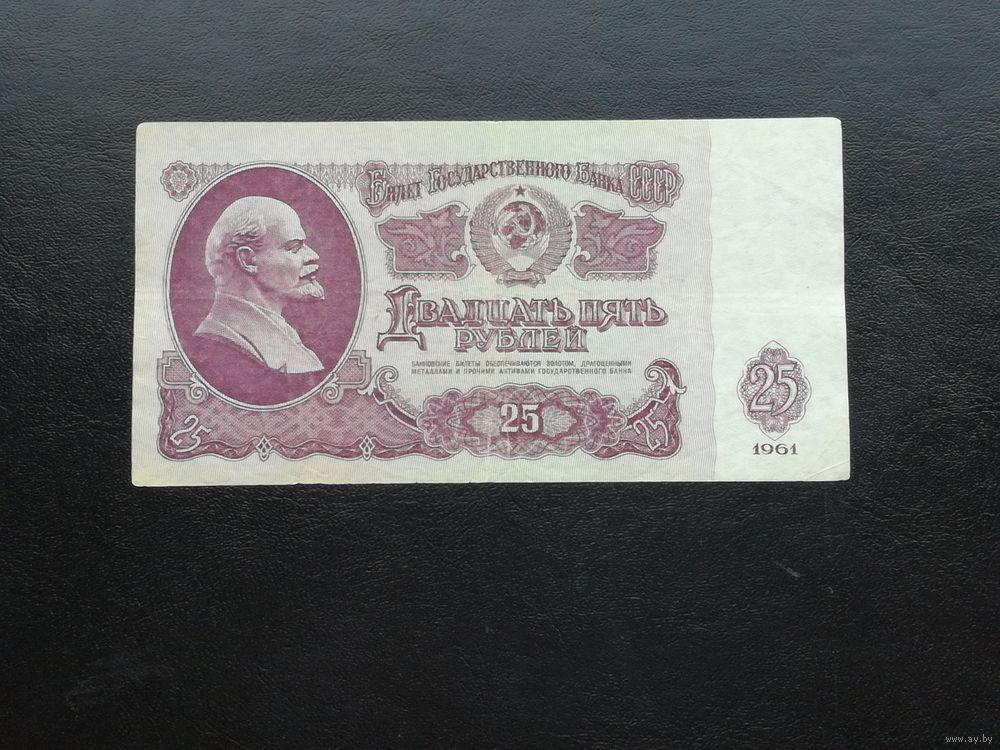 Билет Государственного Банка СССР
Двадцать пять
рублей
БАНКОВСКИЕ БИЛЕТЫ ОБЕСПЕЧИВАЮТСЯ ЗОЛОТОМ, ДРАГОЦЕННЫМИ
МЕТАЛЛАМИ И ПРОЧИМИ АКТИВАМИ ГОСУДАРСТВЕННОГО БАНКА
25
25
25
25
1961
www.ay.by